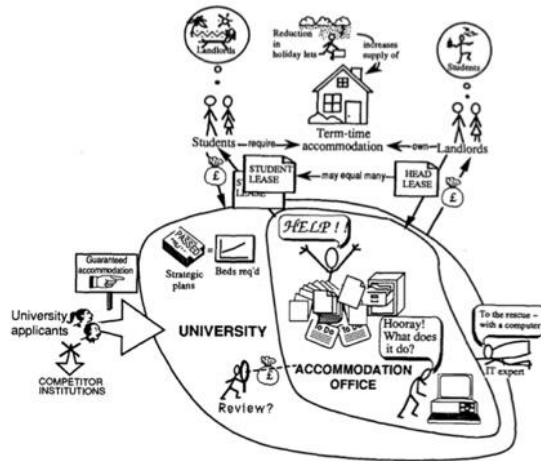 Landlords
Reduction
in
holiday lets
increases
supply of
Students
Students
require
Term-time
accommodation
own
Landlords
£
STUDENT
LEASE
S
LEASE
may equal many
HEAD
LEASE
£
HELP!!
PASSED
=
Strategic
plans
Beds req'd
Guaranteed
accommodation
University
applicants
UNIVERSITY
To Do
To Do
Hooray!
What does
it do?
To the rescue –
with a computer
IT expert
£
ACCOMMODATION
OFFICE
Review?
COMPETITOR
INSTITUTIONS